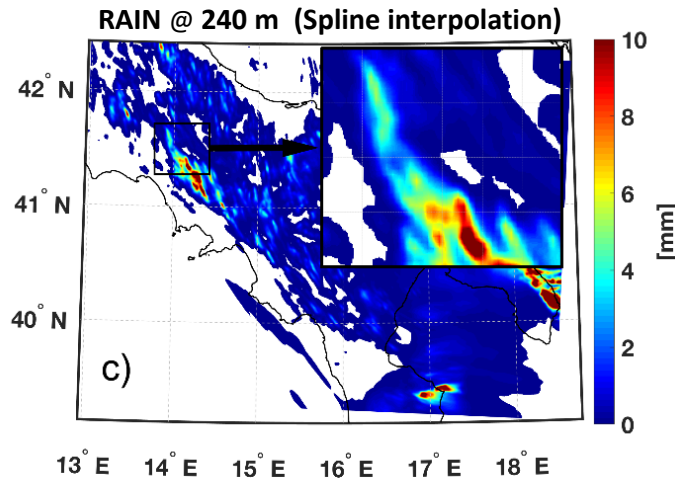 RAIN @ 240 m (Spline interpolation)
10
42° N
8
41° N
6
[mm]
4
40° N
2
c)
0
13° E 14° E 15° E 16° E 17° E 18° E